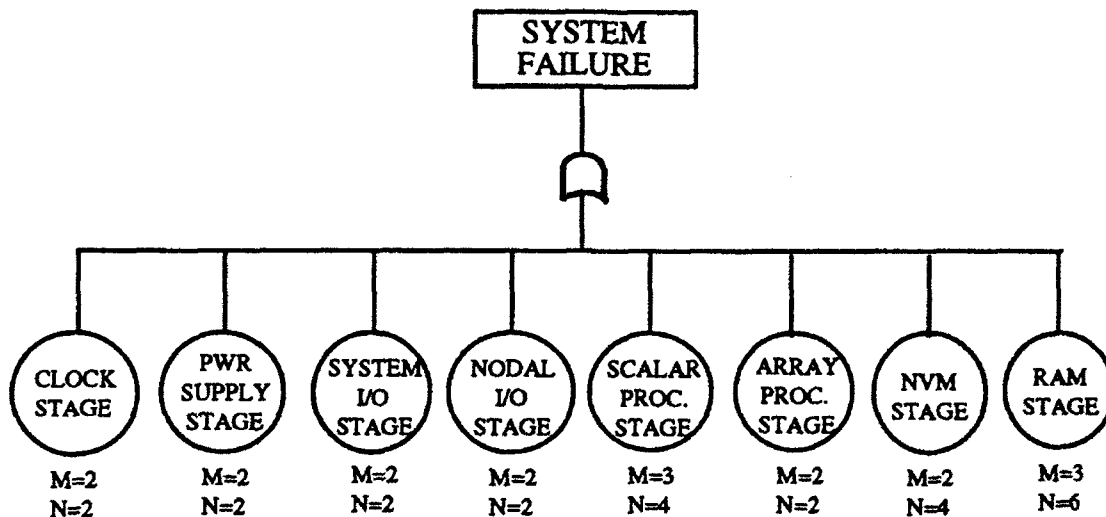 SYSTEM
FAILURE
CLOCK
STAGE
PWR
SUPPLY
STAGE
SYSTEM
I/O
STAGE
NODAL
I/O
STAGE
SCALAR
PROC.
STAGE
ARRAY
PROC.
STAGE
NVM
STAGE
RAM
STAGE
M=2
N=2
M=2
N=2
M=2
N=2
M=2
N=2
M=3
N=4
M=2
N=2
M=2
N=4
M=3
N=6